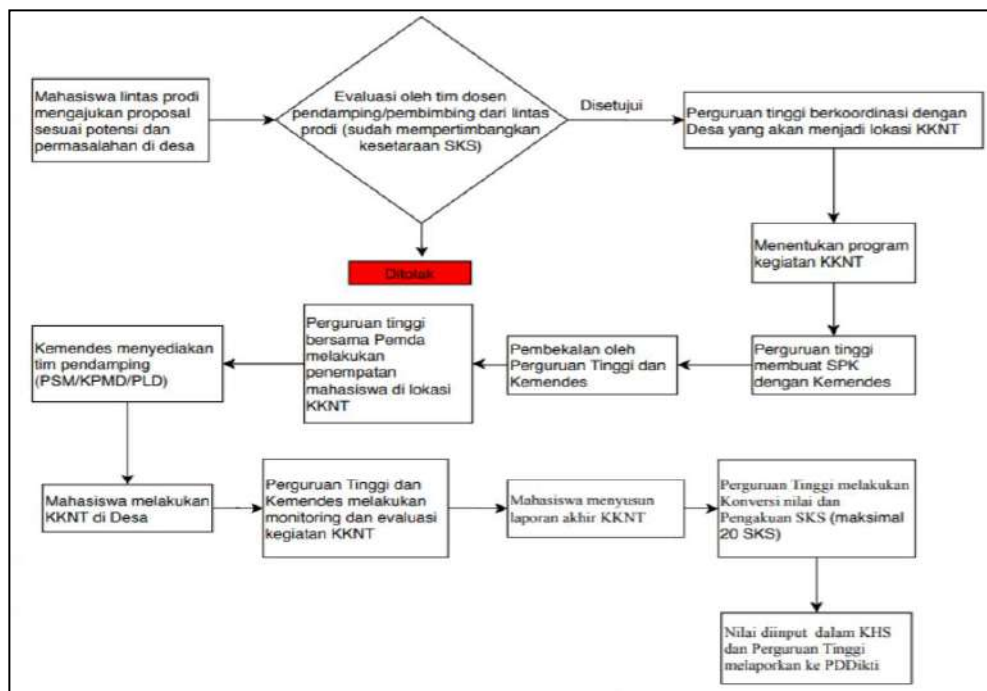 Mahasiswa lintas prodi
mengajukan proposal
sesuai potensi dan
permasalahan di desa
Evaluasi oleh tim dosen
pendamping/pembimbing dari lintas
prodi (sudah mempertimbangkan
kesetaraan SKS)
Disetujui
Perguruan tinggi berkoordinasi dengan
Desa yang akan menjadi lokasi KKNT
Ditolak
Menentukan program
kegiatan KKNT
Perguruan tinggi
membuat SPK
dengan Kemendes
Pembekalan oleh
Perguruan Tinggi dan
Kemendes
Perguruan tinggi
bersama Pemda
melakukan
penempatan
mahasiswa di lokasi
KKNT
Kemendes menyediakan
tim pendamping
(PSM/KPMD/PLD)
Mahasiswa melakukan
KKNT di Desa
Perguruan Tinggi dan
Kemendes melakukan
monitoring dan evaluasi
kegiatan KKNT
Mahasiswa menyusun
laporan akhir KKNT
Perguruan Tinggi melakukan
Konversi nilai dan
Pengakuan SKS (maksimal
20 SKS)
Nilai diinput dalam KHS
dan Perguruan Tinggi
melaporkan ke PDDikti